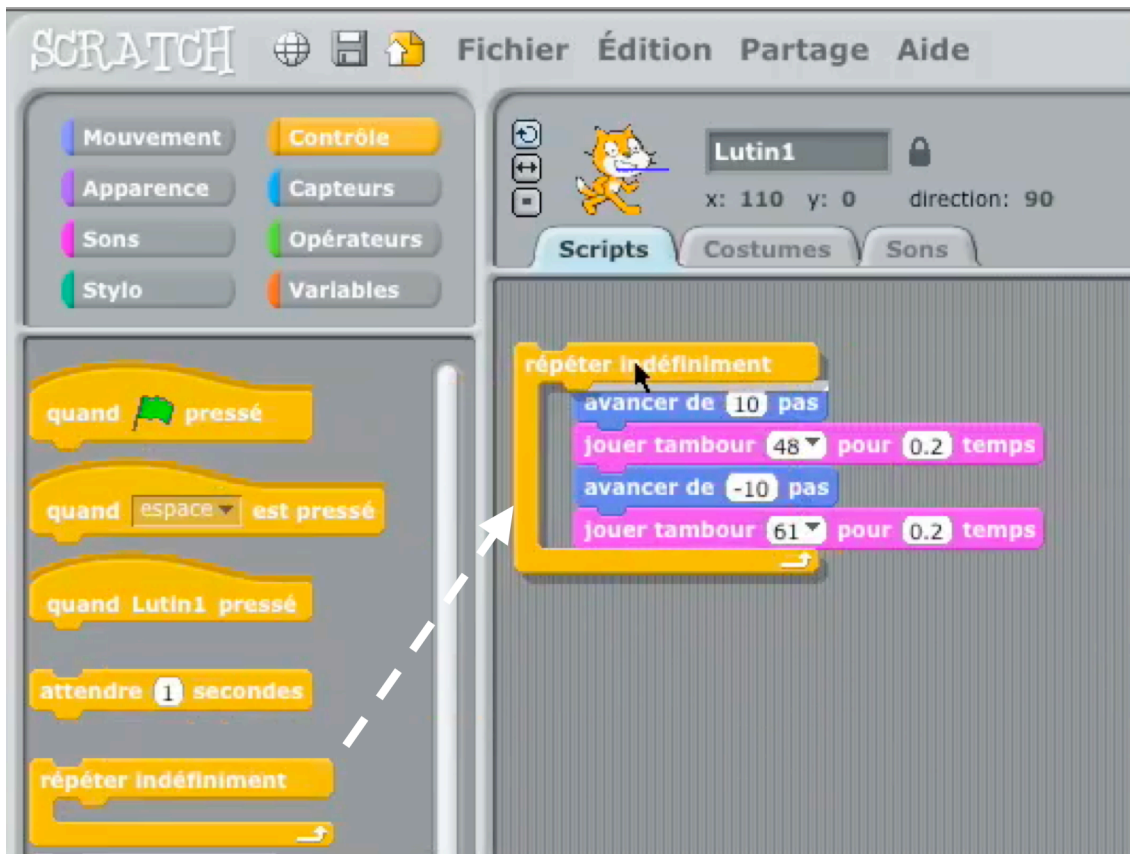 SCRATCH Fichier Édition Partage Aide
Mouvement Contrôle
Apparence Capteurs
Sons Opérateurs
Stylo Variables
Lutin1
x: 110 y: 0 direction: 90
Scripts Costumes Sons
quand pressé
quand espace est pressé
quand Lutin1 pressé
attendre 1 secondes
répéter indéfiniment
répéter indéfiniment
avancer de 10 pas
jouer tambour 48 pour 0.2 temps
avancer de -10 pas
jouer tambour 61 pour 0.2 temps